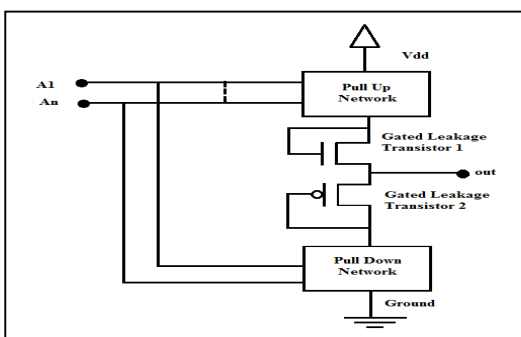 Vdd
A1
An
Pull Up
Network
Gated Leakage
Transistor 1
out
Gated Leakage
Transistor 2
Pull Down
Network
Ground